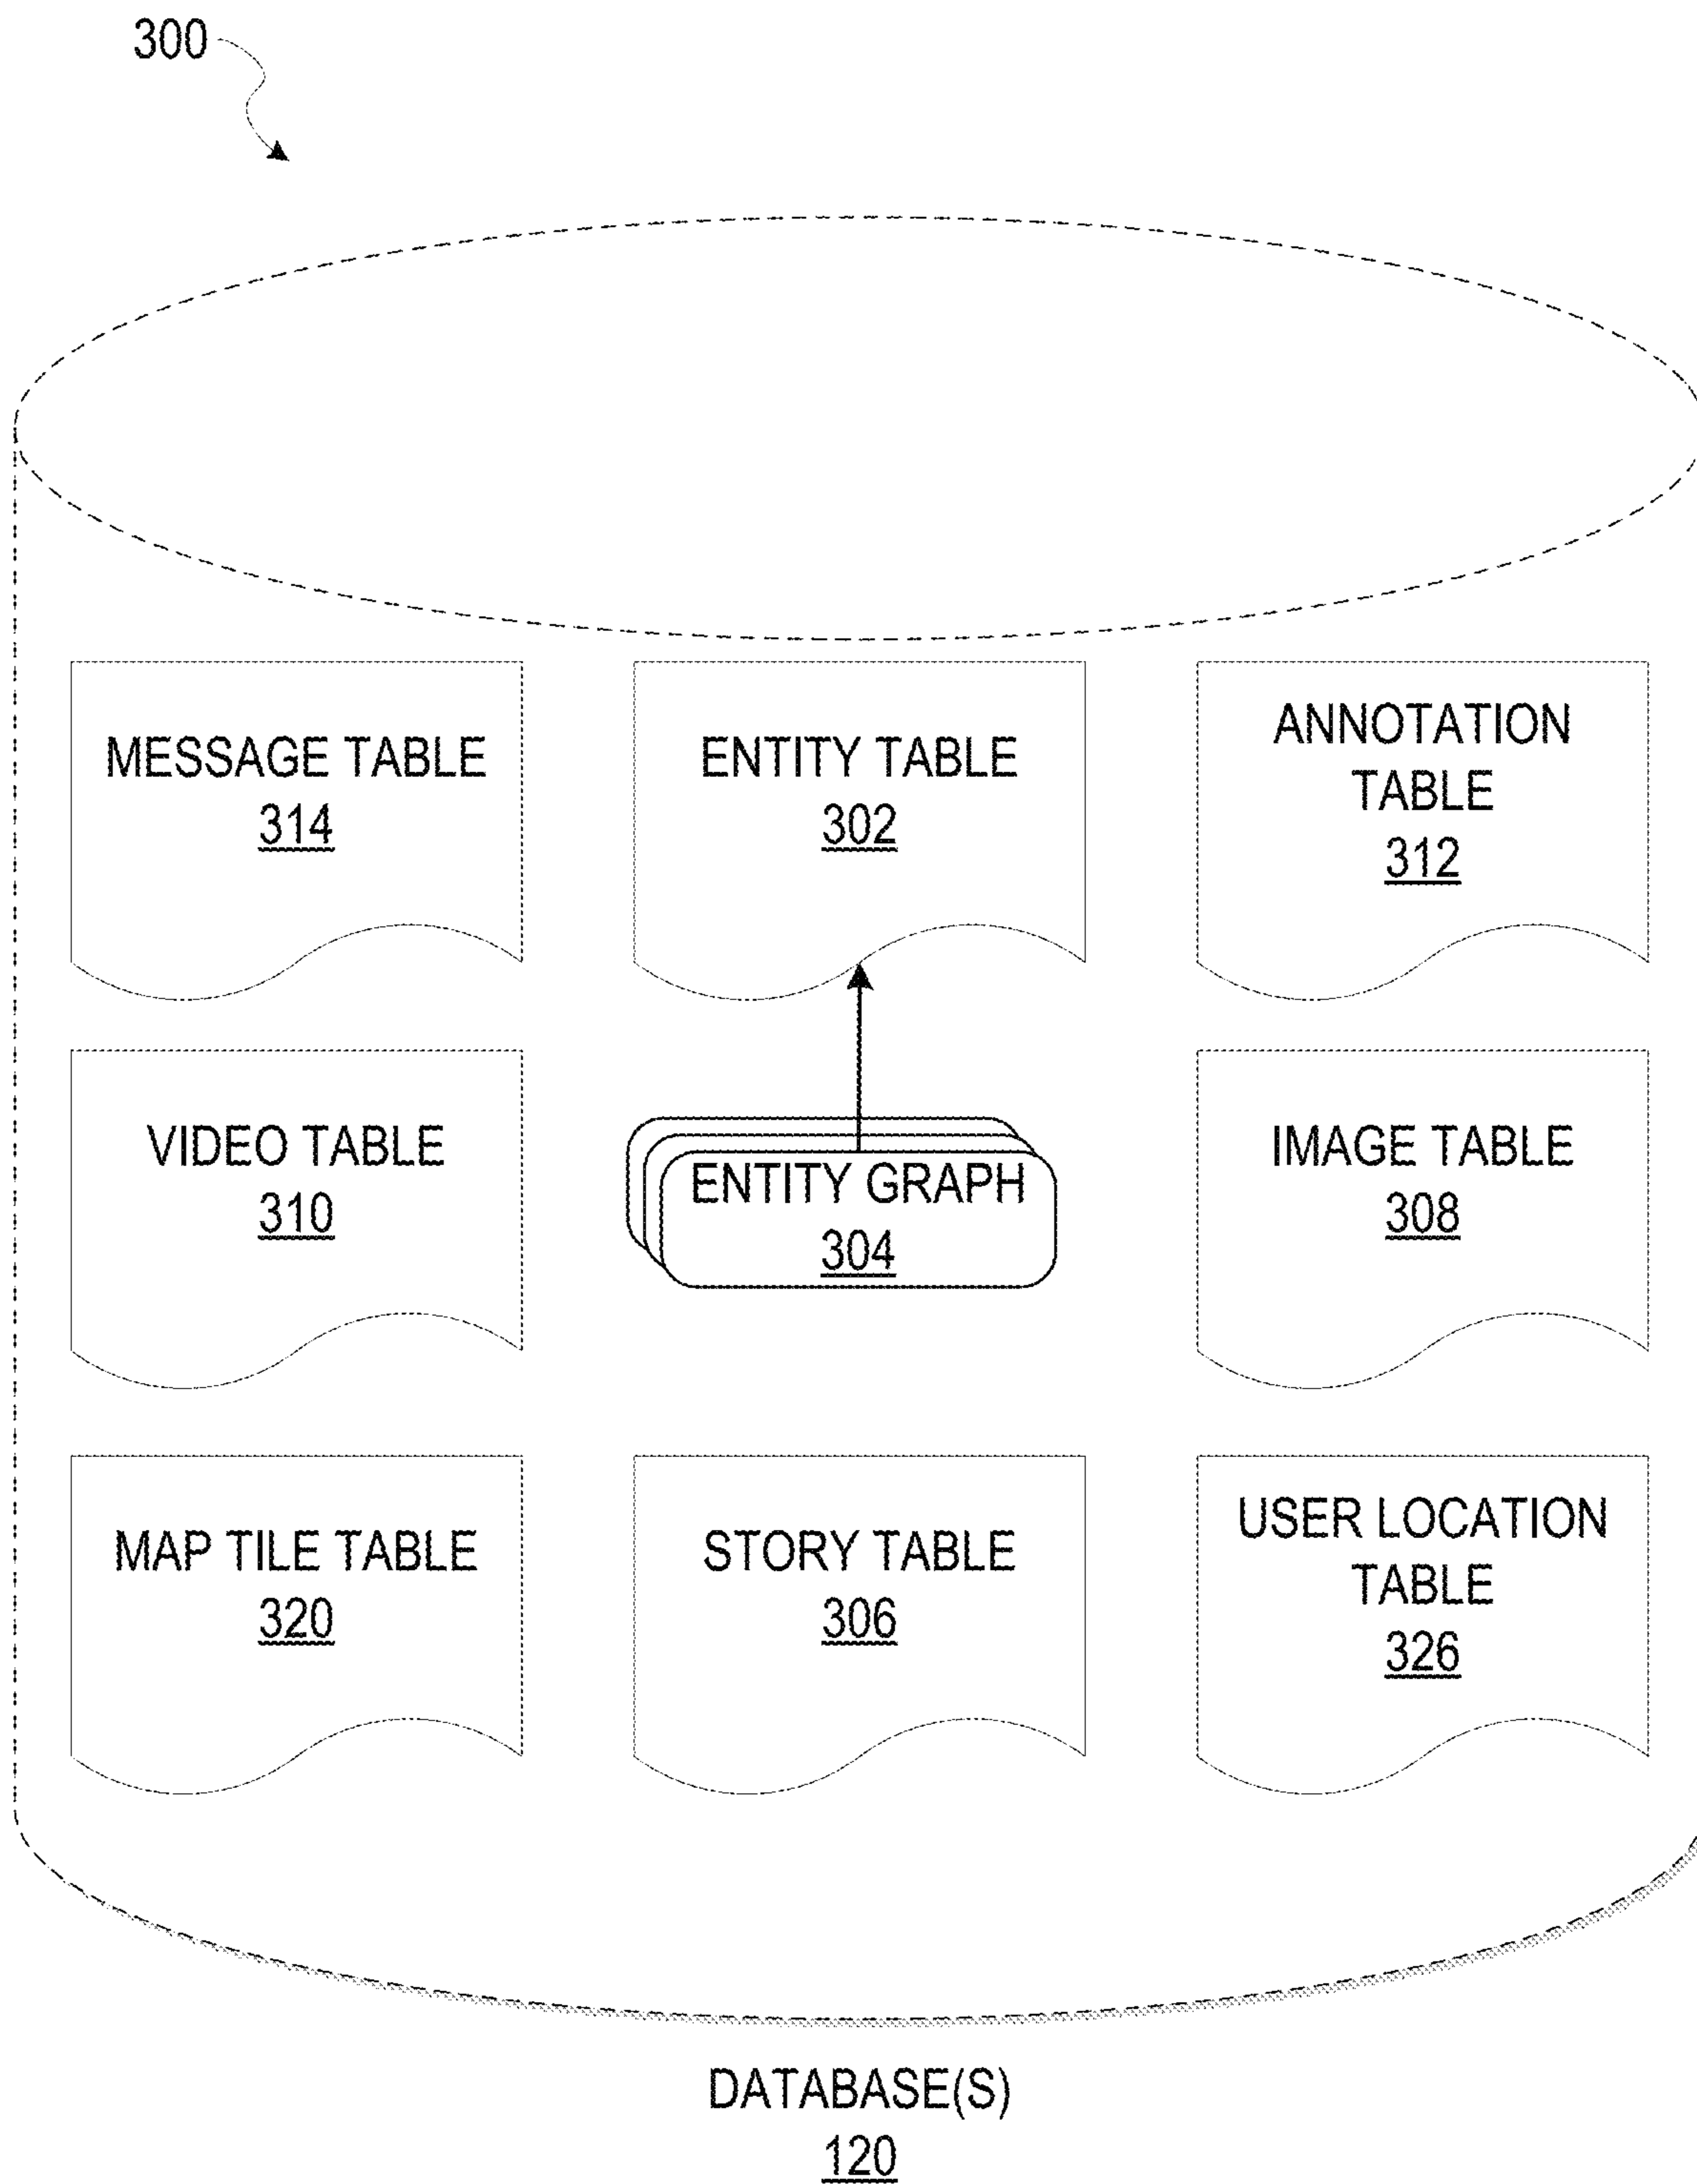 300
MESSAGE TABLE
314
ENTITY TABLE
302
ANNOTATION
TABLE
312
VIDEO TABLE
310
ENTITY GRAPH
304
IMAGE TABLE
308
MAP TILE TABLE
320
STORY TABLE
306
USER LOCATION
TABLE
326
DATABASE(S)
120